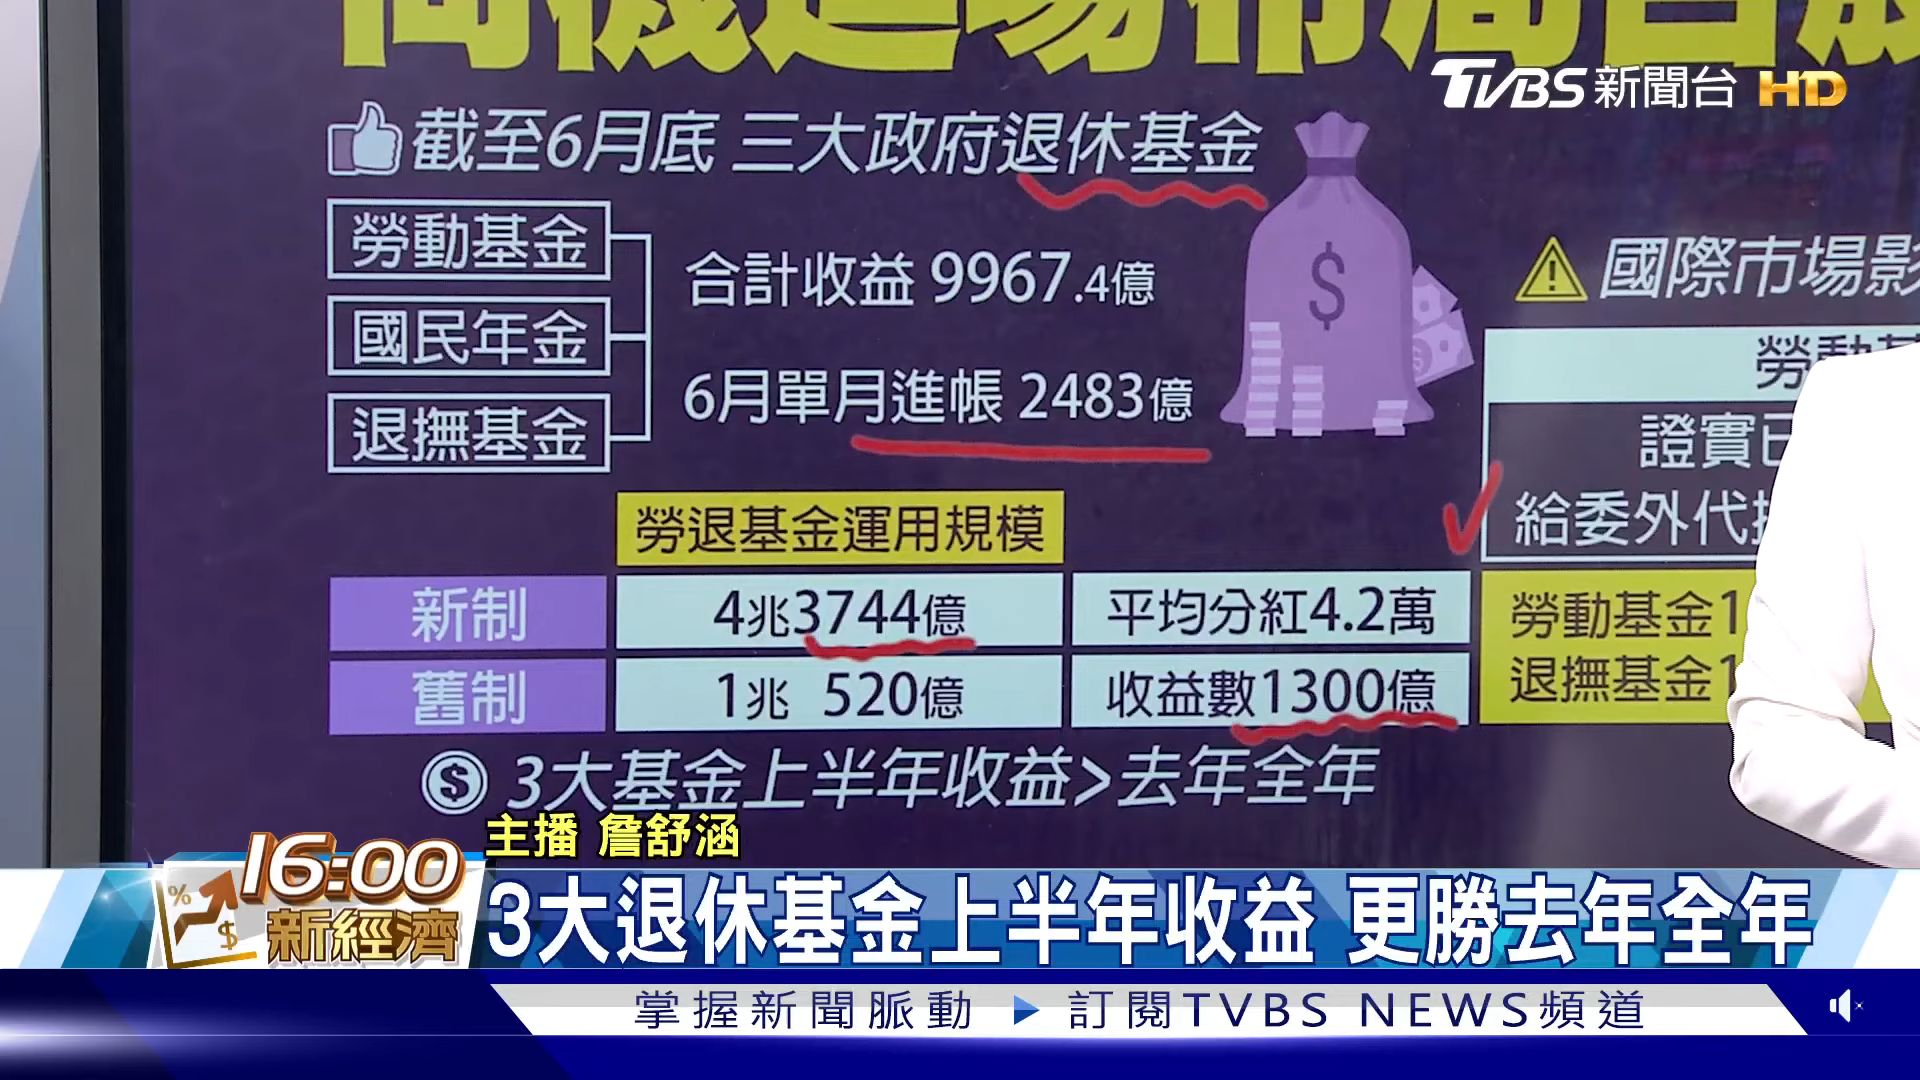 TVBS新聞台 HD
截至6月底 三大政府退休基金
勞動基金
國民年金
退撫基金
合計收益 9967.4億
6月單月進帳 2483億
$
勞退基金運用規模
新制 4兆3744億 平均分紅4.2萬
舊制 1兆 520億 收益數1300億
$ 3大基金上半年收益>去年全年
國際市場影
勞動基
證實已
給委外代
勞動基金1
退撫基金1
主播 詹舒涵
16:00
新經濟
% $
3大退休基金上半年收益 更勝去年全年
掌握新聞脈動 訂閱TVBS NEWS頻道